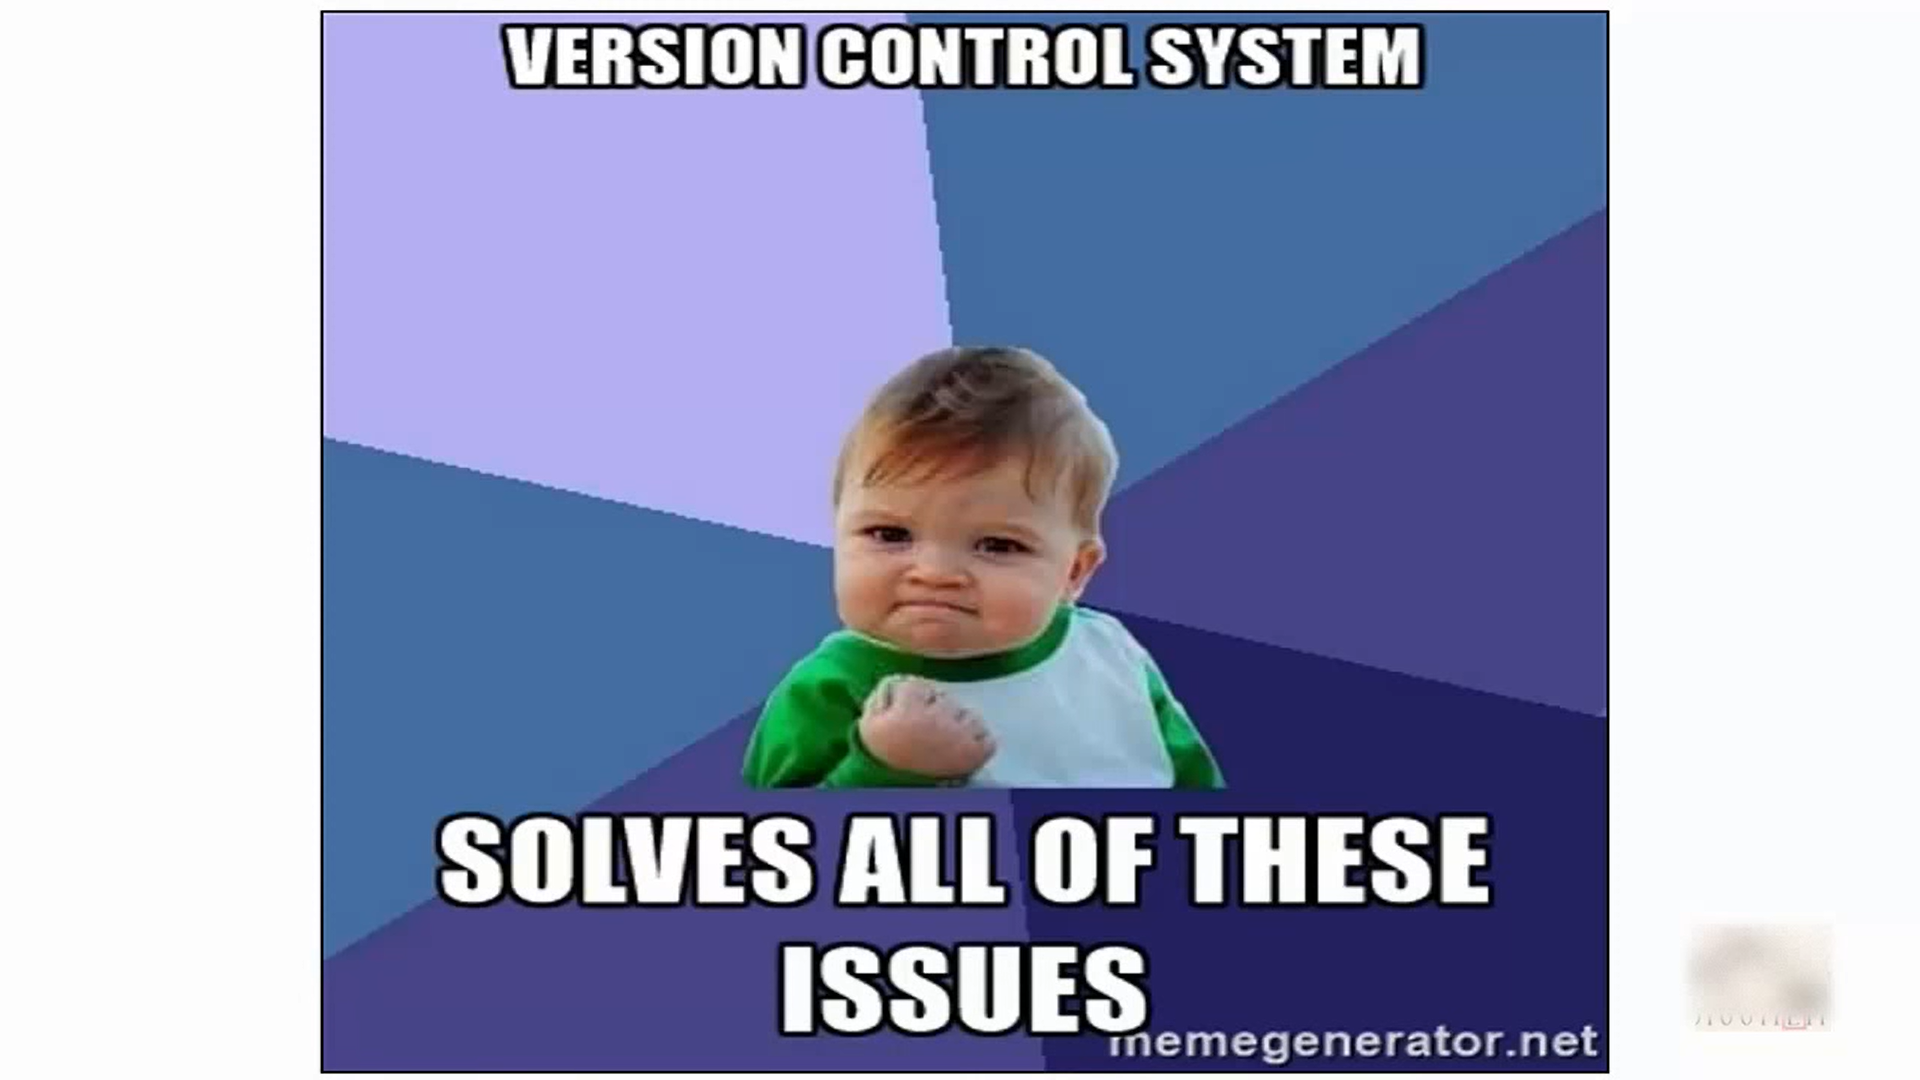 VERSION CONTROL SYSTEM
SOLVES ALL OF THESE
ISSUES
memegenerator.net